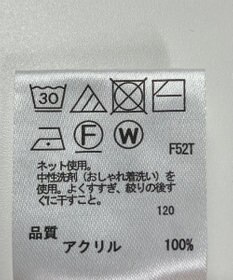 30
F W F52T
ネット使用。
中性洗剤(おしゃれ着洗い)を
使用。よくすすぎ、絞りの後す
ぐに干すこと。
120
品質
アクリル 100%